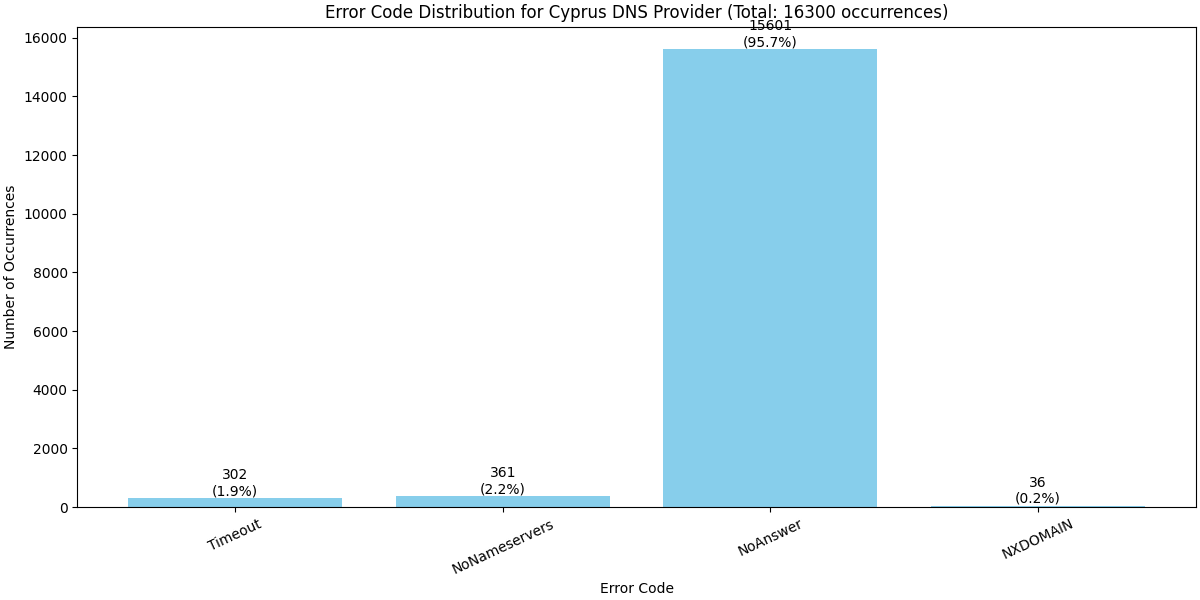 Error Code Distribution for Cyprus DNS Provider (Total: 16300 occurrences)
Number of Occurrences
16000
14000
12000
10000
8000
6000
4000
2000
0
302
(1.9%)
361
(2.2%)
15601
(95.7%)
36
(0.2%)
Timeout
NoNameservers
NoAnswer
NXDOMAIN
Error Code